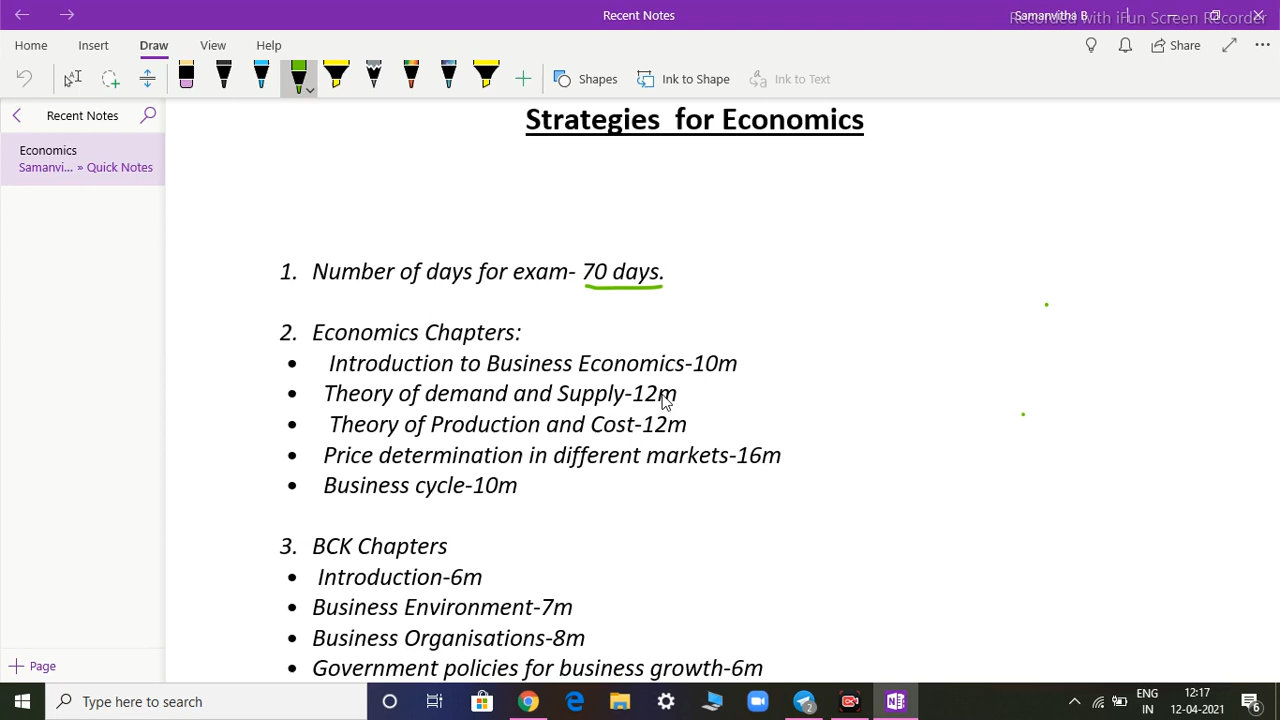 Recent Notes
Samanvitha B
Recorded with iFun Screen Recorder
Home Insert Draw View Help
Share
Shapes Ink to Shape Ink to Text
Recent Notes
Economics
Samanvi... » Quick Notes
Strategies for Economics
1. Number of days for exam- 70 days.
2. Economics Chapters:
• Introduction to Business Economics-10m
• Theory of demand and Supply-12m
• Theory of Production and Cost-12m
• Price determination in different markets-16m
• Business cycle-10m
3. BCK Chapters
• Introduction-6m
• Business Environment-7m
• Business Organisations-8m
• Government policies for business growth-6m
Page
Type here to search
2
N
ENG
IN
12:17
12-04-2021
6